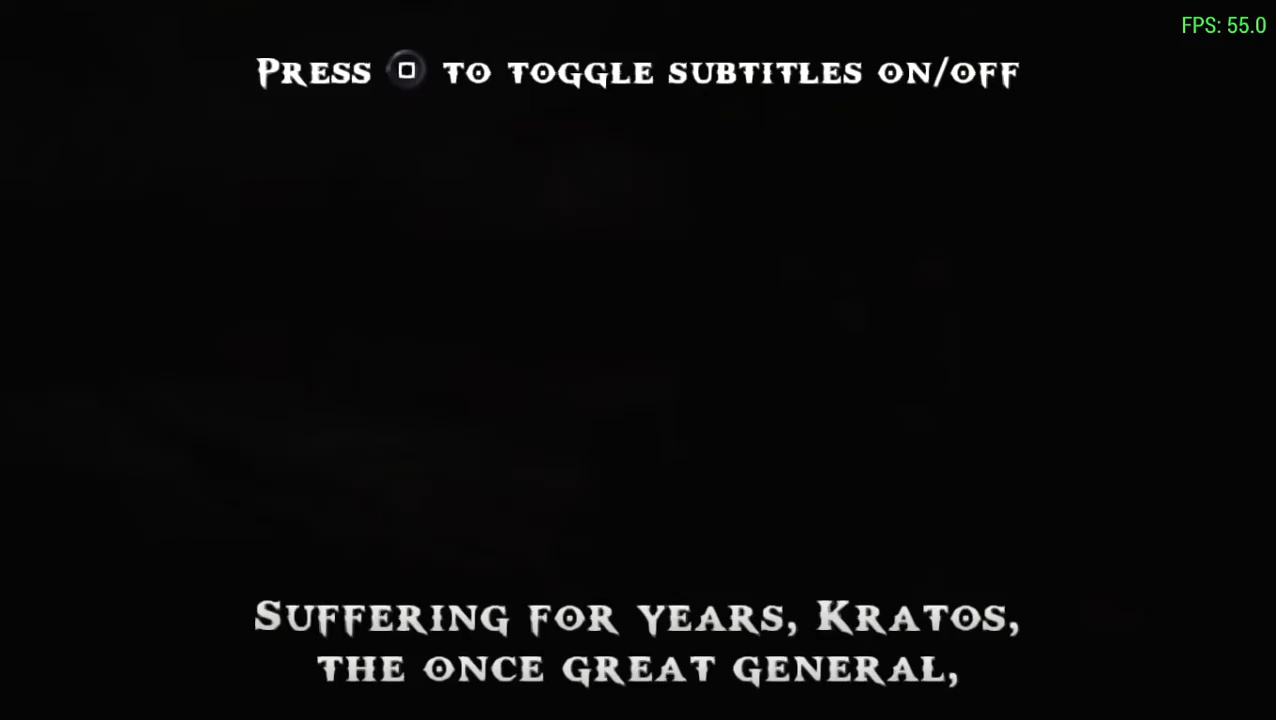 FPS: 55.0
Press to toggle subtitles on/off
Suffering for years, Kratos,
the once great general,